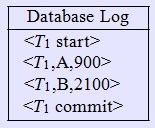 Database Log
<T1 start>
<T1,A,900>
<T1,B,2100>
<T1 commit>